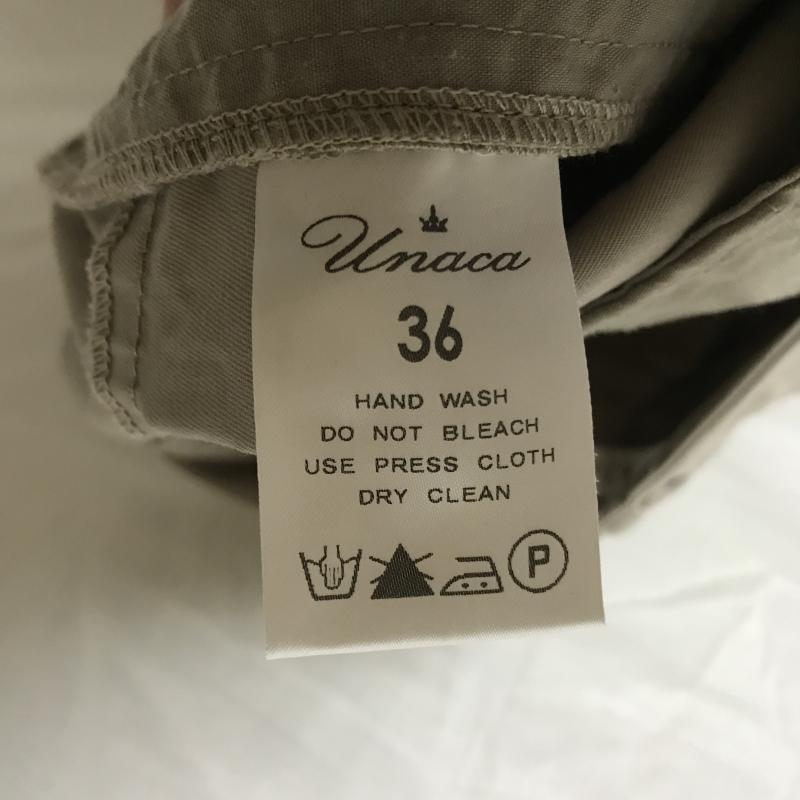 Unaca
36
HAND WASH
DO NOT BLEACH
USE PRESS CLOTH
DRY CLEAN
P